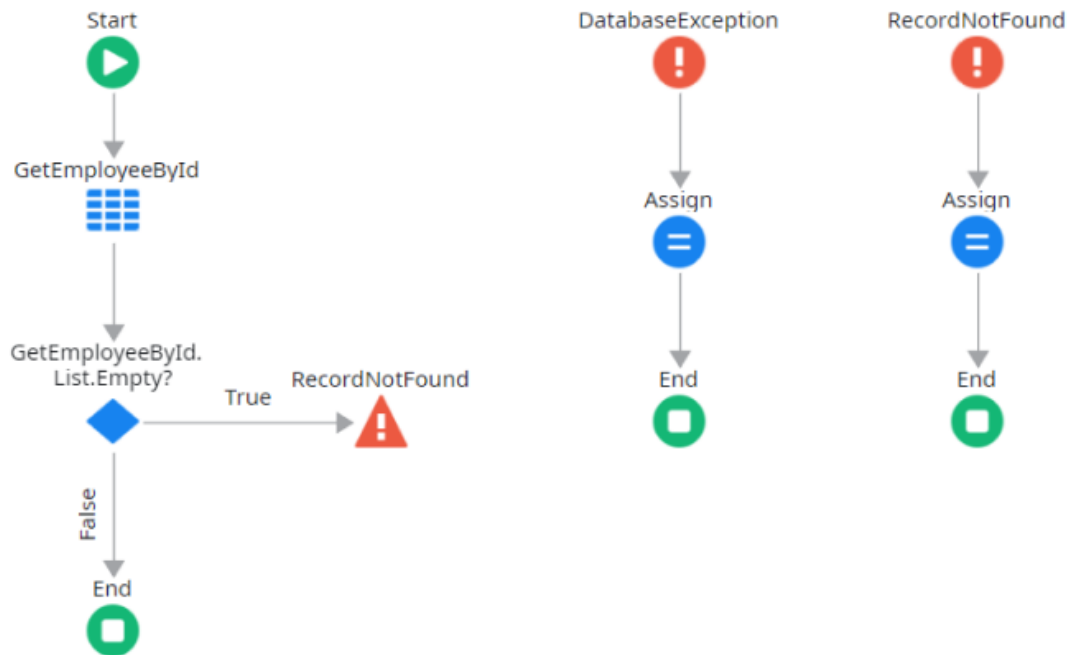 Start
GetEmployeeById
GetEmployeeById.
List.Empty?
True
RecordNotFound
False
End
DatabaseException
Assign
End
RecordNotFound
Assign
End